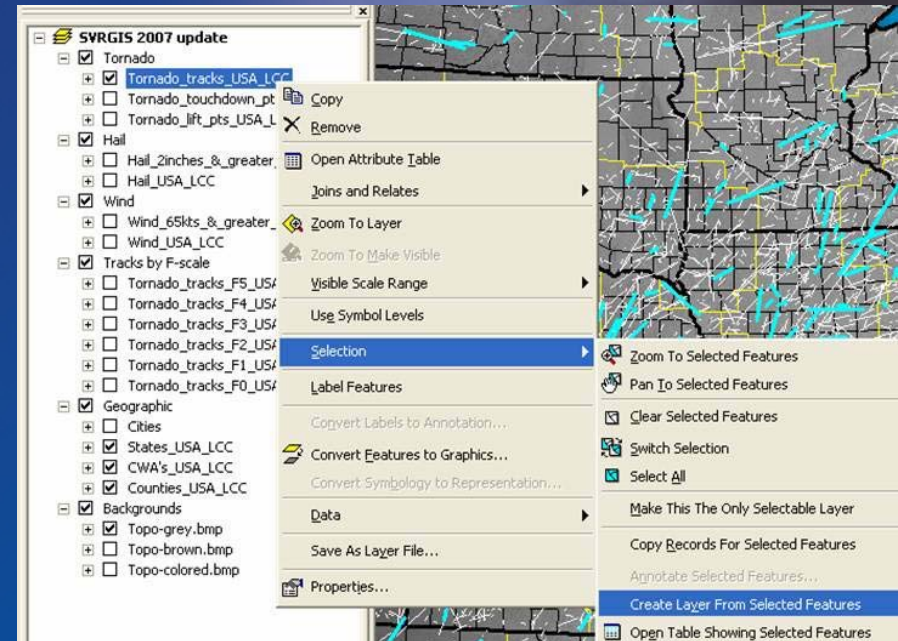 SVRGIS 2007 update
Tornado
Tornado_tracks_USA_LCC
Tornado_touchdown_pt
Tornado_lift_pts_USA_L
Hail
Hail_2inches_&_greater_
Hail_USA_LCC
Wind
Wind_65kts_&_greater_
Wind_USA_LCC
Tracks by F-scale
Tornado_tracks_F5_USA
Tornado_tracks_F4_USA
Tornado_tracks_F3_USA
Tornado_tracks_F2_USA
Tornado_tracks_F1_USA
Tornado_tracks_F0_USA
Geographic
Cities
States_USA_LCC
CWA's_USA_LCC
Counties_USA_LCC
Backgrounds
Topo-grey.bmp
Topo-brown.bmp
Topo-colored.bmp
Copy
Remove
Open Attribute Table
Joins and Relates
Zoom To Layer
Zoom To Make Visible
Visible Scale Range
Use Symbol Levels
Selection
Label Features
Convert Labels to Annotation...
Convert Features to Graphics...
Convert Symbology to Representation...
Data
Save As Layer File...
Properties...
Zoom To Selected Features
Pan To Selected Features
Clear Selected Features
Switch Selection
Select All
Make This The Only Selectable Layer
Copy Records For Selected Features
Annotate Selected Features...
Create Layer From Selected Features
Open Table Showing Selected Features